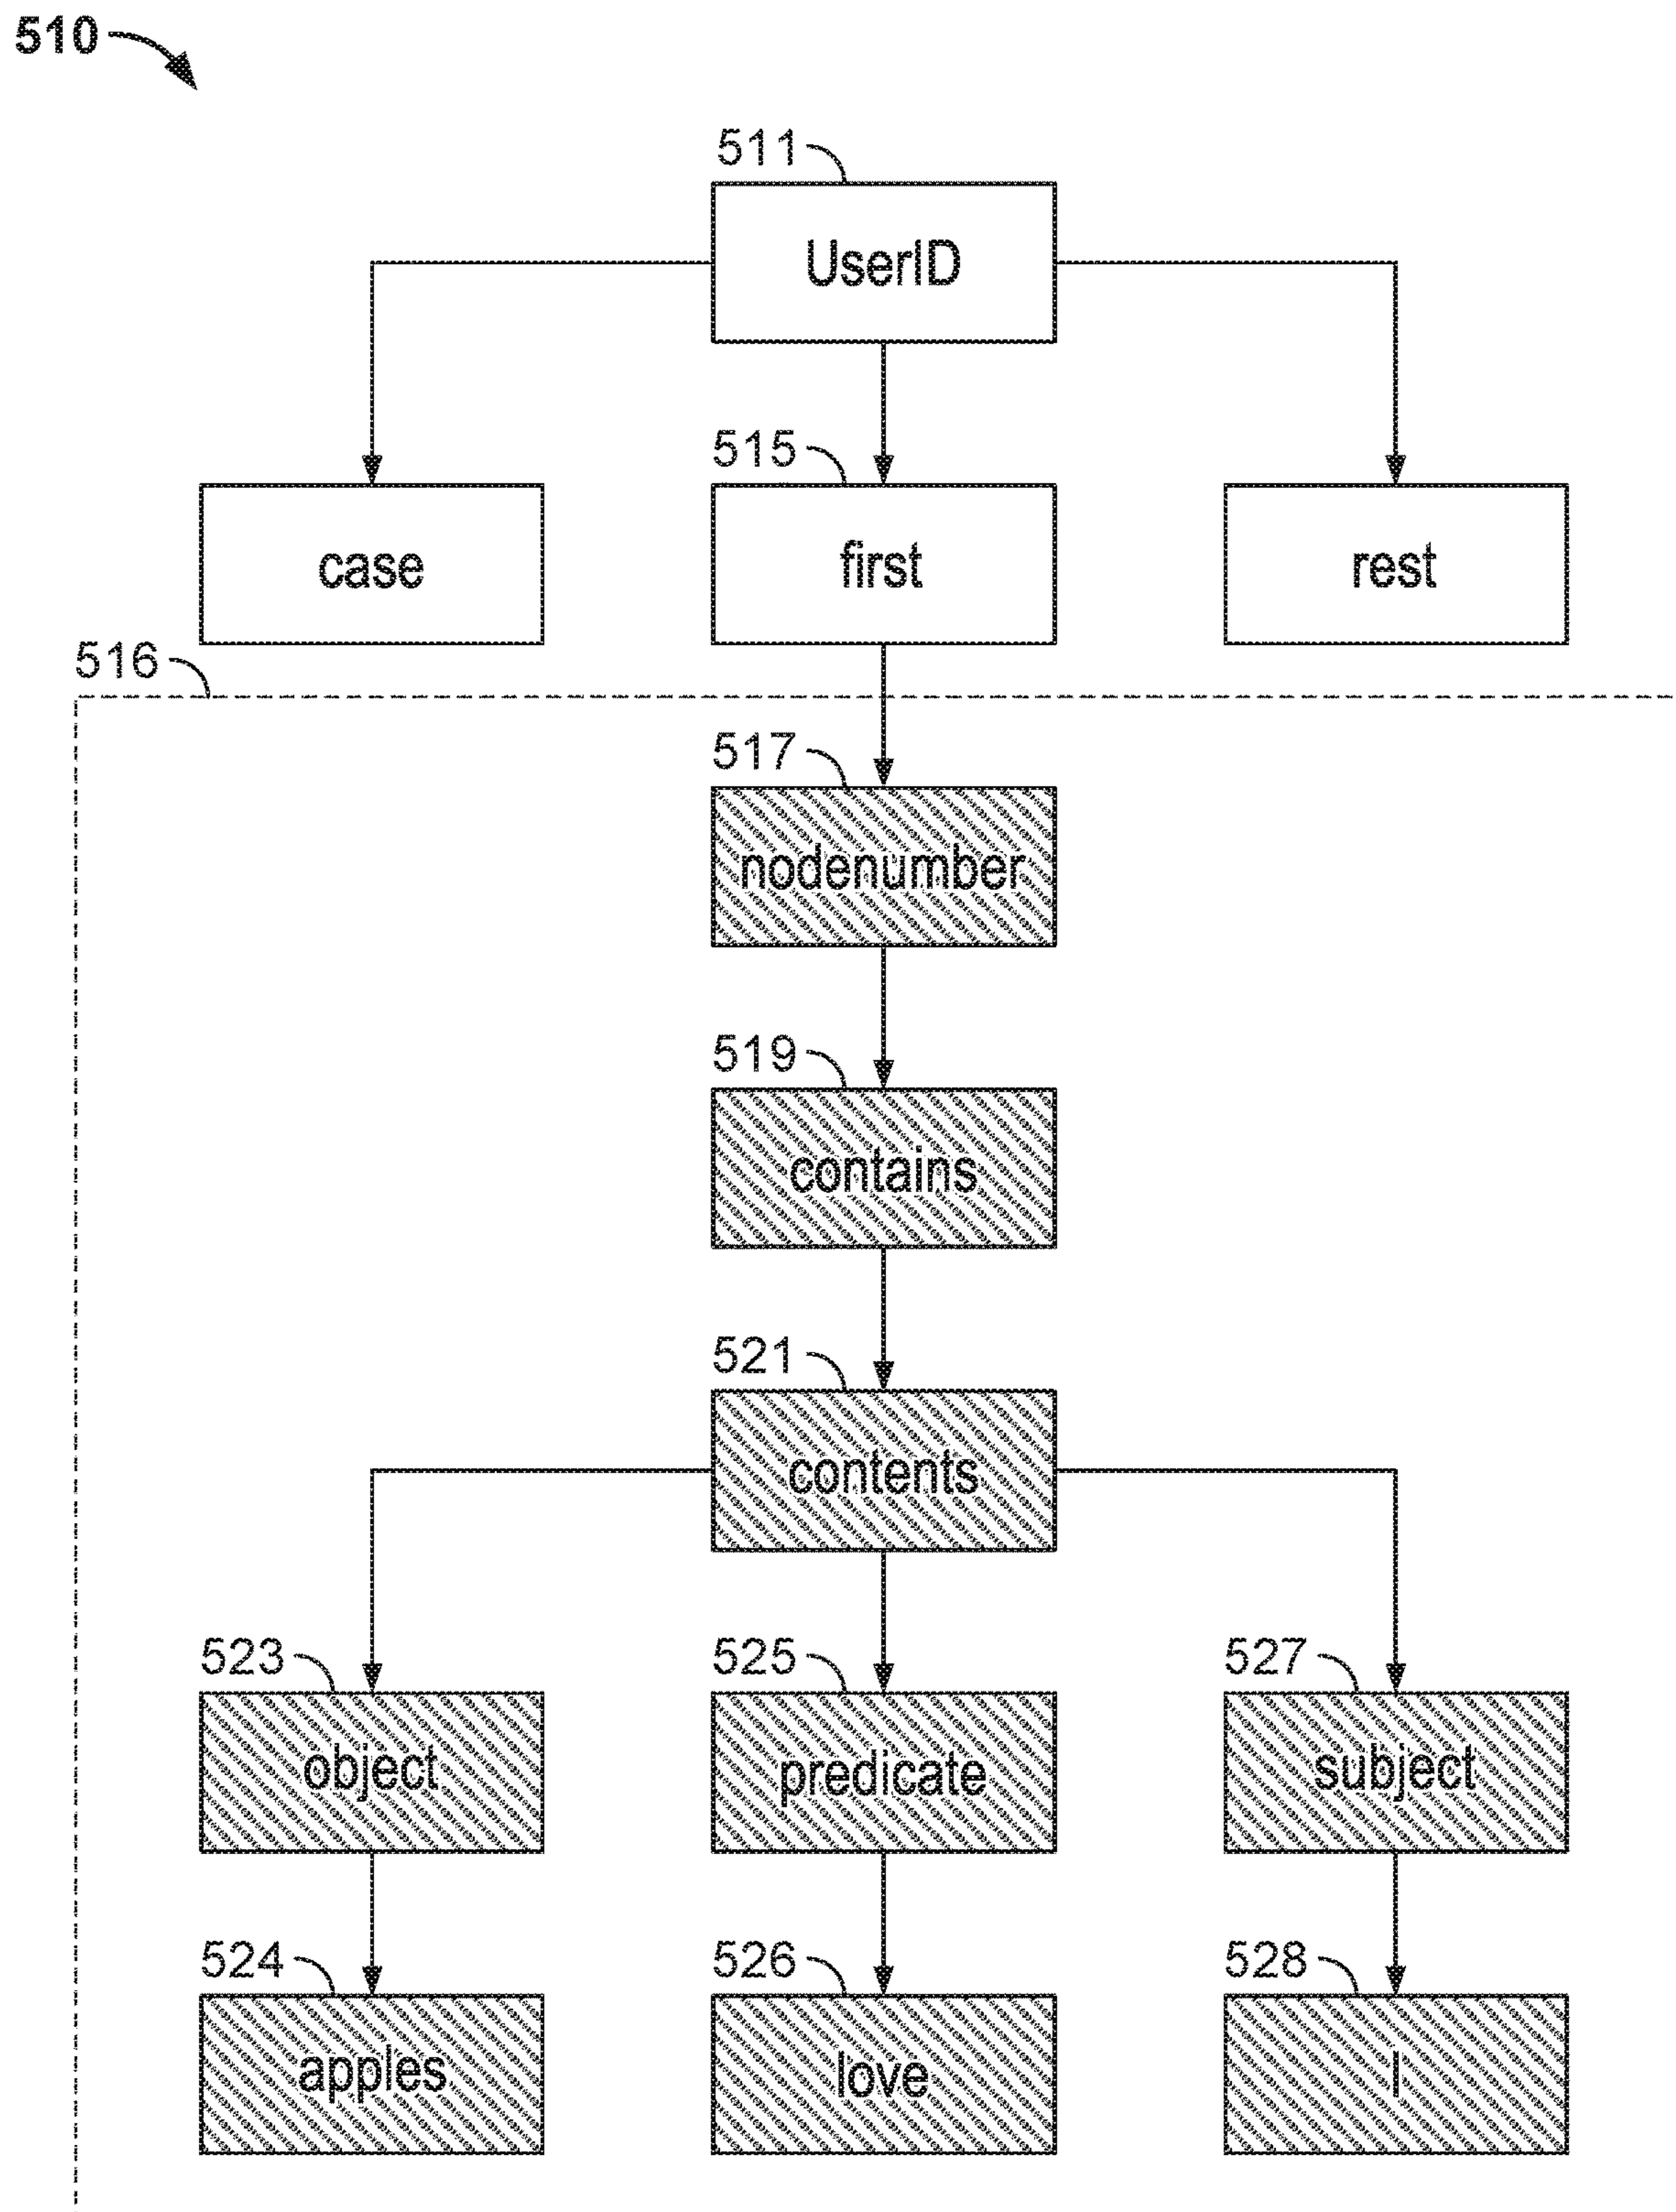 510
511
UserID
515
case
first
rest
516
517
nodenumber
519
contains
521
contents
523
525
527
object
predicate
subject
524
526
528
apples
love
I